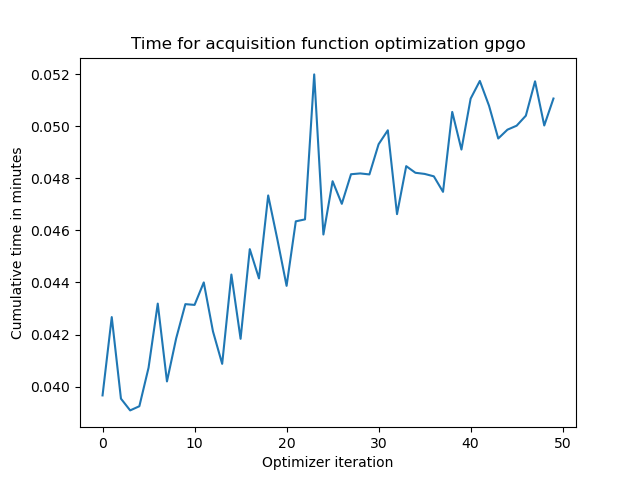 Time for acquisition function optimization gpgo
0.052
0.050
0.048
0.046
0.044
0.042
0.040
Cumulative time in minutes
0 10 20 30 40 50
Optimizer iteration